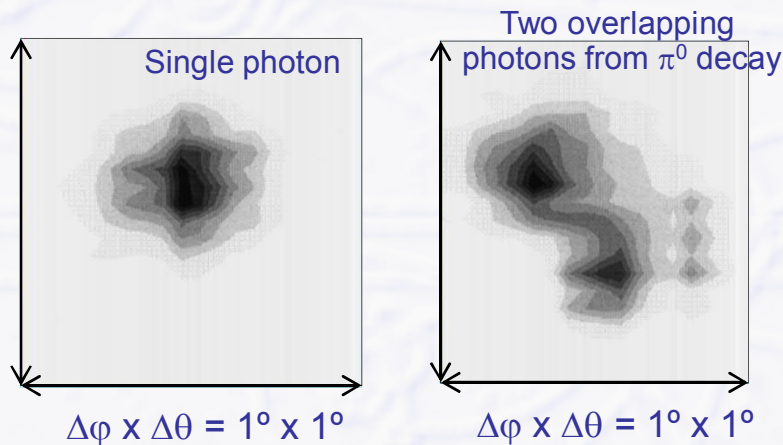 Single photon
Two overlapping
photons from π⁰ decay
Δφ x Δθ = 1º x 1º
Δφ x Δθ = 1º x 1º